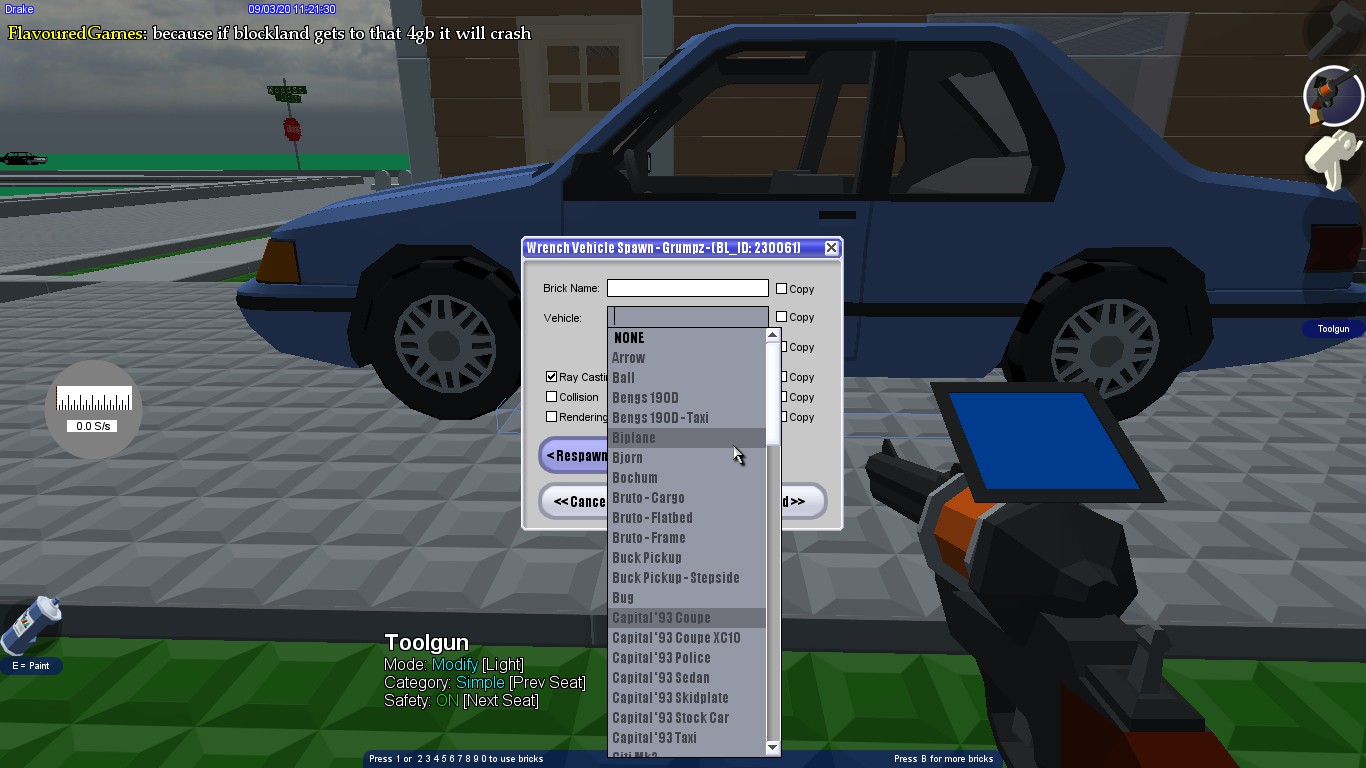 Drake
09/03/20 11:21:30
FlavouredGames: because if blockland gets to that 4gb it will crash
Wrench Vehicle Spawn - Grumpz - (BL_ID: 230061)
Brick Name:
Copy
Vehicle:
Copy
Copy
Ray Casti
Copy
Collision
Copy
Rendering
Copy
<Respawn
<<Cance
d>>
NONE
Arrow
Ball
Bengs 190D
Bengs 190D - Taxi
Biplane
Bjorn
Bochum
Bruto - Cargo
Bruto - Flatbed
Bruto - Frame
Buck Pickup
Buck Pickup - Stepside
Bug
Capital '93 Coupe
Capital '93 Coupe XC10
Capital '93 Police
Capital '93 Sedan
Capital '93 Skidplate
Capital '93 Stock Car
Capital '93 Taxi
Citi Mk2
Toolgun
0.0 S/s
E = Paint
Toolgun
Mode: Modify [Light]
Category: Simple [Prev Seat]
Safety: ON [Next Seat]
Press 1 or 2 3 4 5 6 7 8 9 0 to use bricks
Press B for more bricks